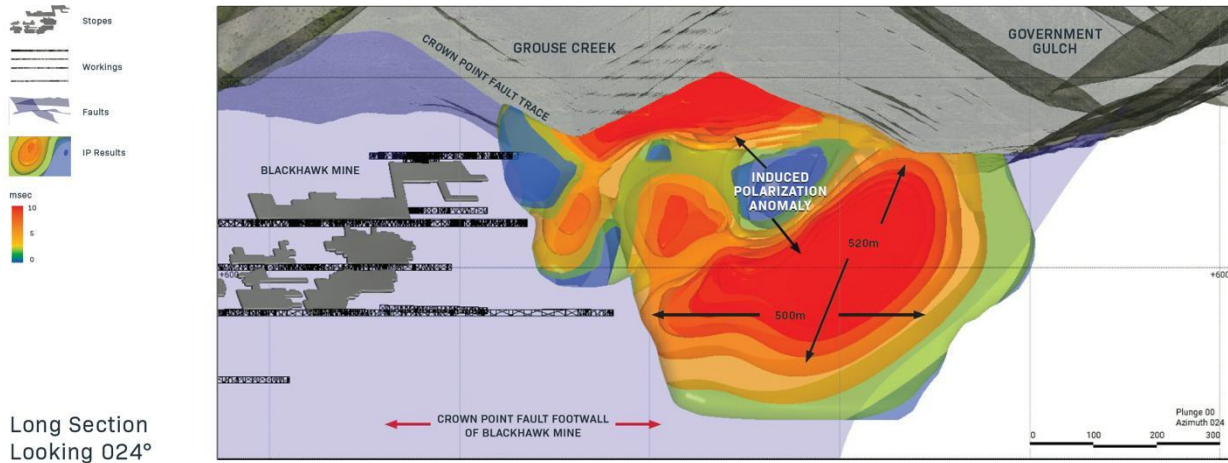 Stopes
Workings
Faults
IP Results
msec
10
5
0
Long Section
Looking 024°
GROUSE CREEK
GOVERNMENT
GULCH
CROWN POINT FAULT TRACE
BLACKHAWK MINE
INDUCED
POLARIZATION
ANOMALY
520m
500m
+600
+600
CROWN POINT FAULT FOOTWALL
OF BLACKHAWK MINE
Plunge 00
Azimuth 024
0 100 200 300